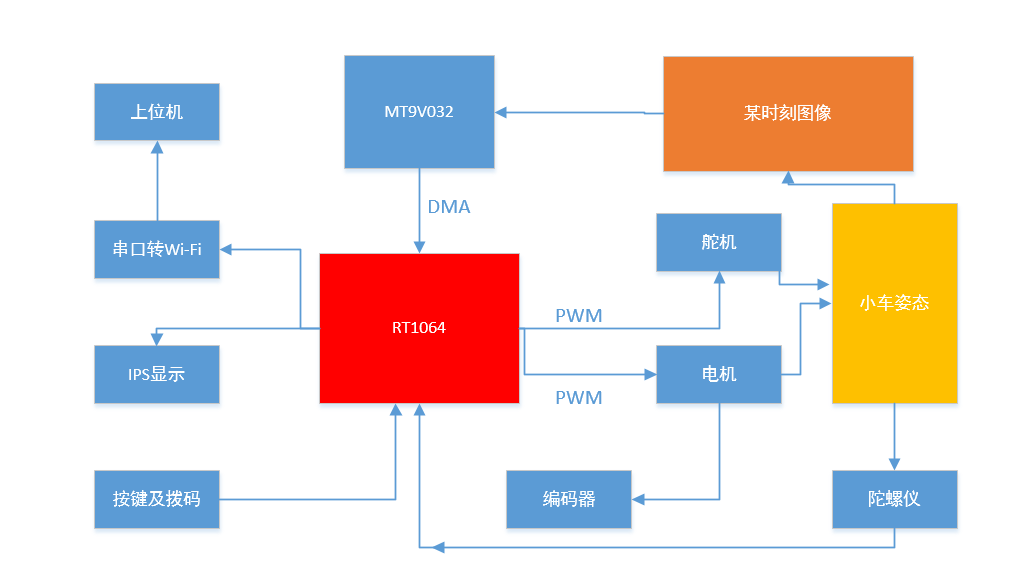 上位机
MT9V032
某时刻图像
DMA
串口转Wi-Fi
舵机
RT1064
PWM
小车姿态
IPS显示
电机
PWM
按键及拨码
编码器
陀螺仪